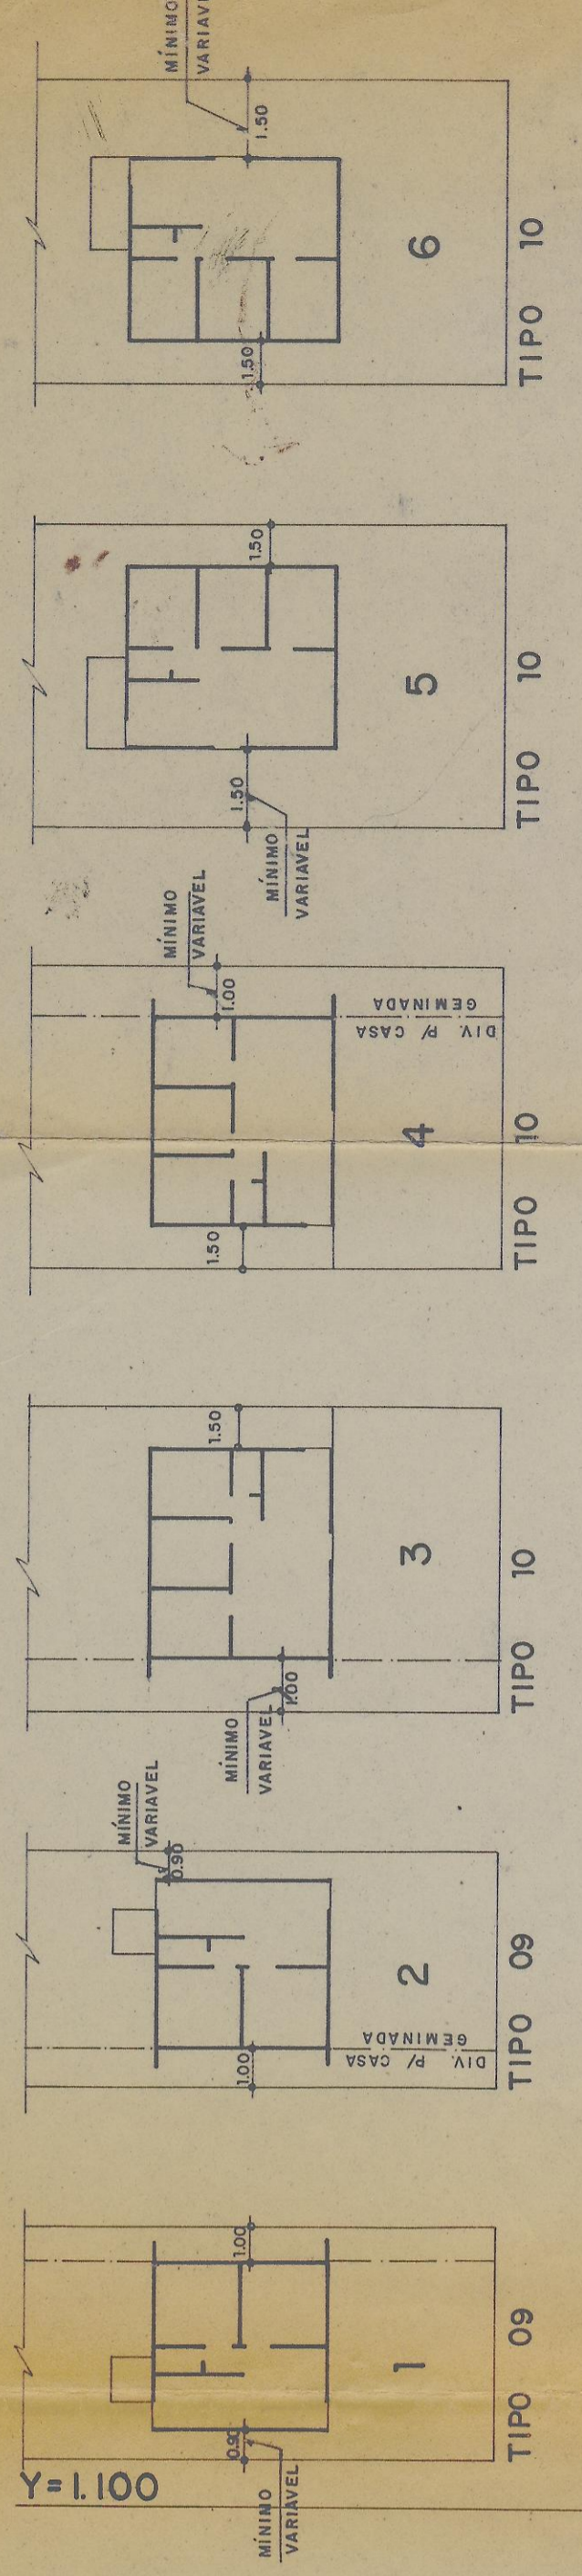 MÍNIMO
VARIAVE
1.50
1.50
6
TIPO 10
1.50
1.50
MÍNIMO
VARIAVEL
5
TIPO 10
MÍNIMO
VARIAVEL
1.00
1.50
DIV. P/ CASA
GEMINADA
4
TIPO 10
1.50
1.00
MÍNIMO
VARIAVEL
3
TIPO 10
MÍNIMO
VARIAVEL
0.90
1.00
DIV. P/ CASA
GEMINADA
2
TIPO 09
1.00
0.90
MÍNIMO
VARIAVEL
1
TIPO 09
Y=1.100